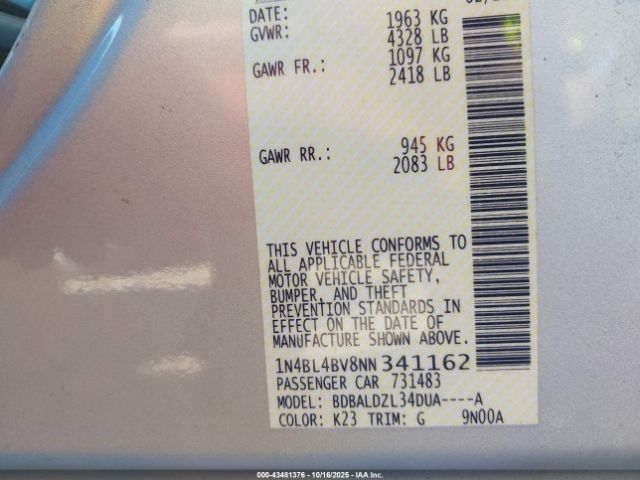 DATE:
1963 KG
GVWR: 4328 LB
1097 KG
GAWR FR.: 2418 LB
945 KG
GAWR RR.: 2083 LB
THIS VEHICLE CONFORMS TO
ALL APPLICABLE FEDERAL
MOTOR VEHICLE SAFETY,
BUMPER, AND THEFT
PREVENTION STANDARDS IN
EFFECT ON THE DATE OF
MANUFACTURE SHOWN ABOVE.
1N4BL4BV8NN341162
PASSENGER CAR 731483
MODEL: BDBALDZL34DUA----A
COLOR: K23 TRIM: G 9N00A
000-43481376 - 10/16/2025 - IAA Inc.